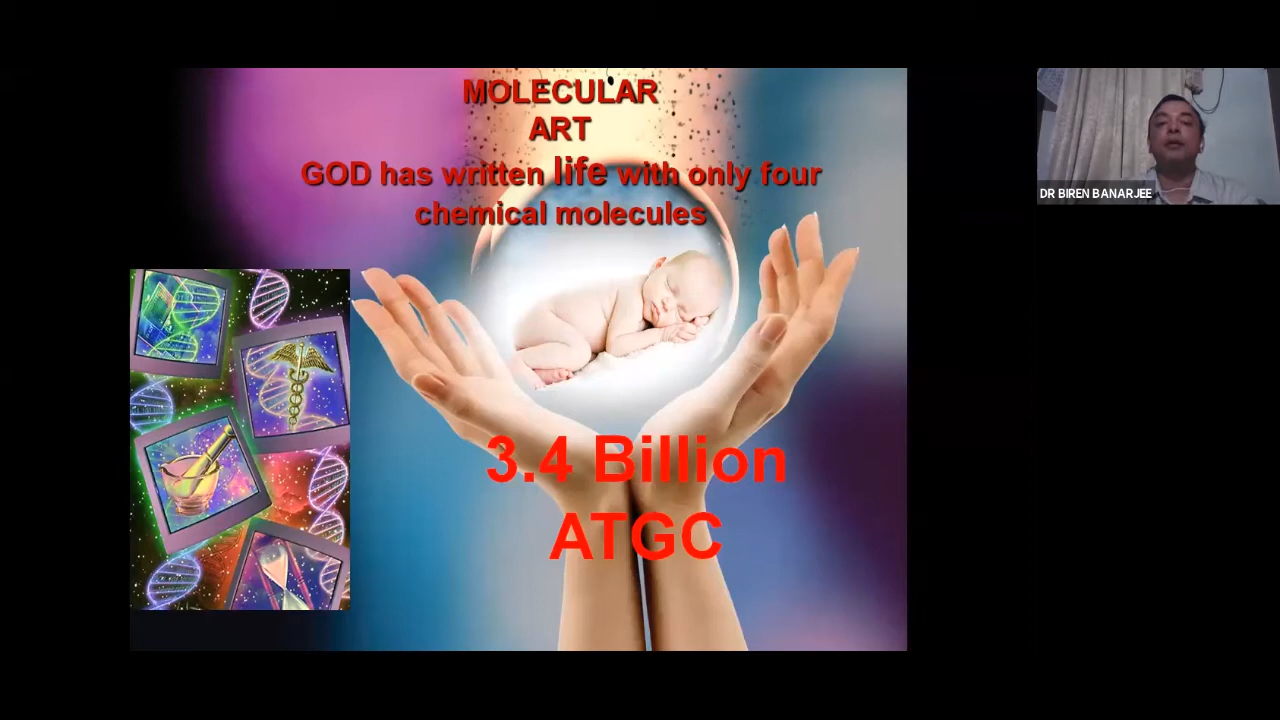 MOLECULAR
ART
GOD has written life with only four
chemical molecules
3.4 Billion
ATGC
DR BIREN BANARJEE